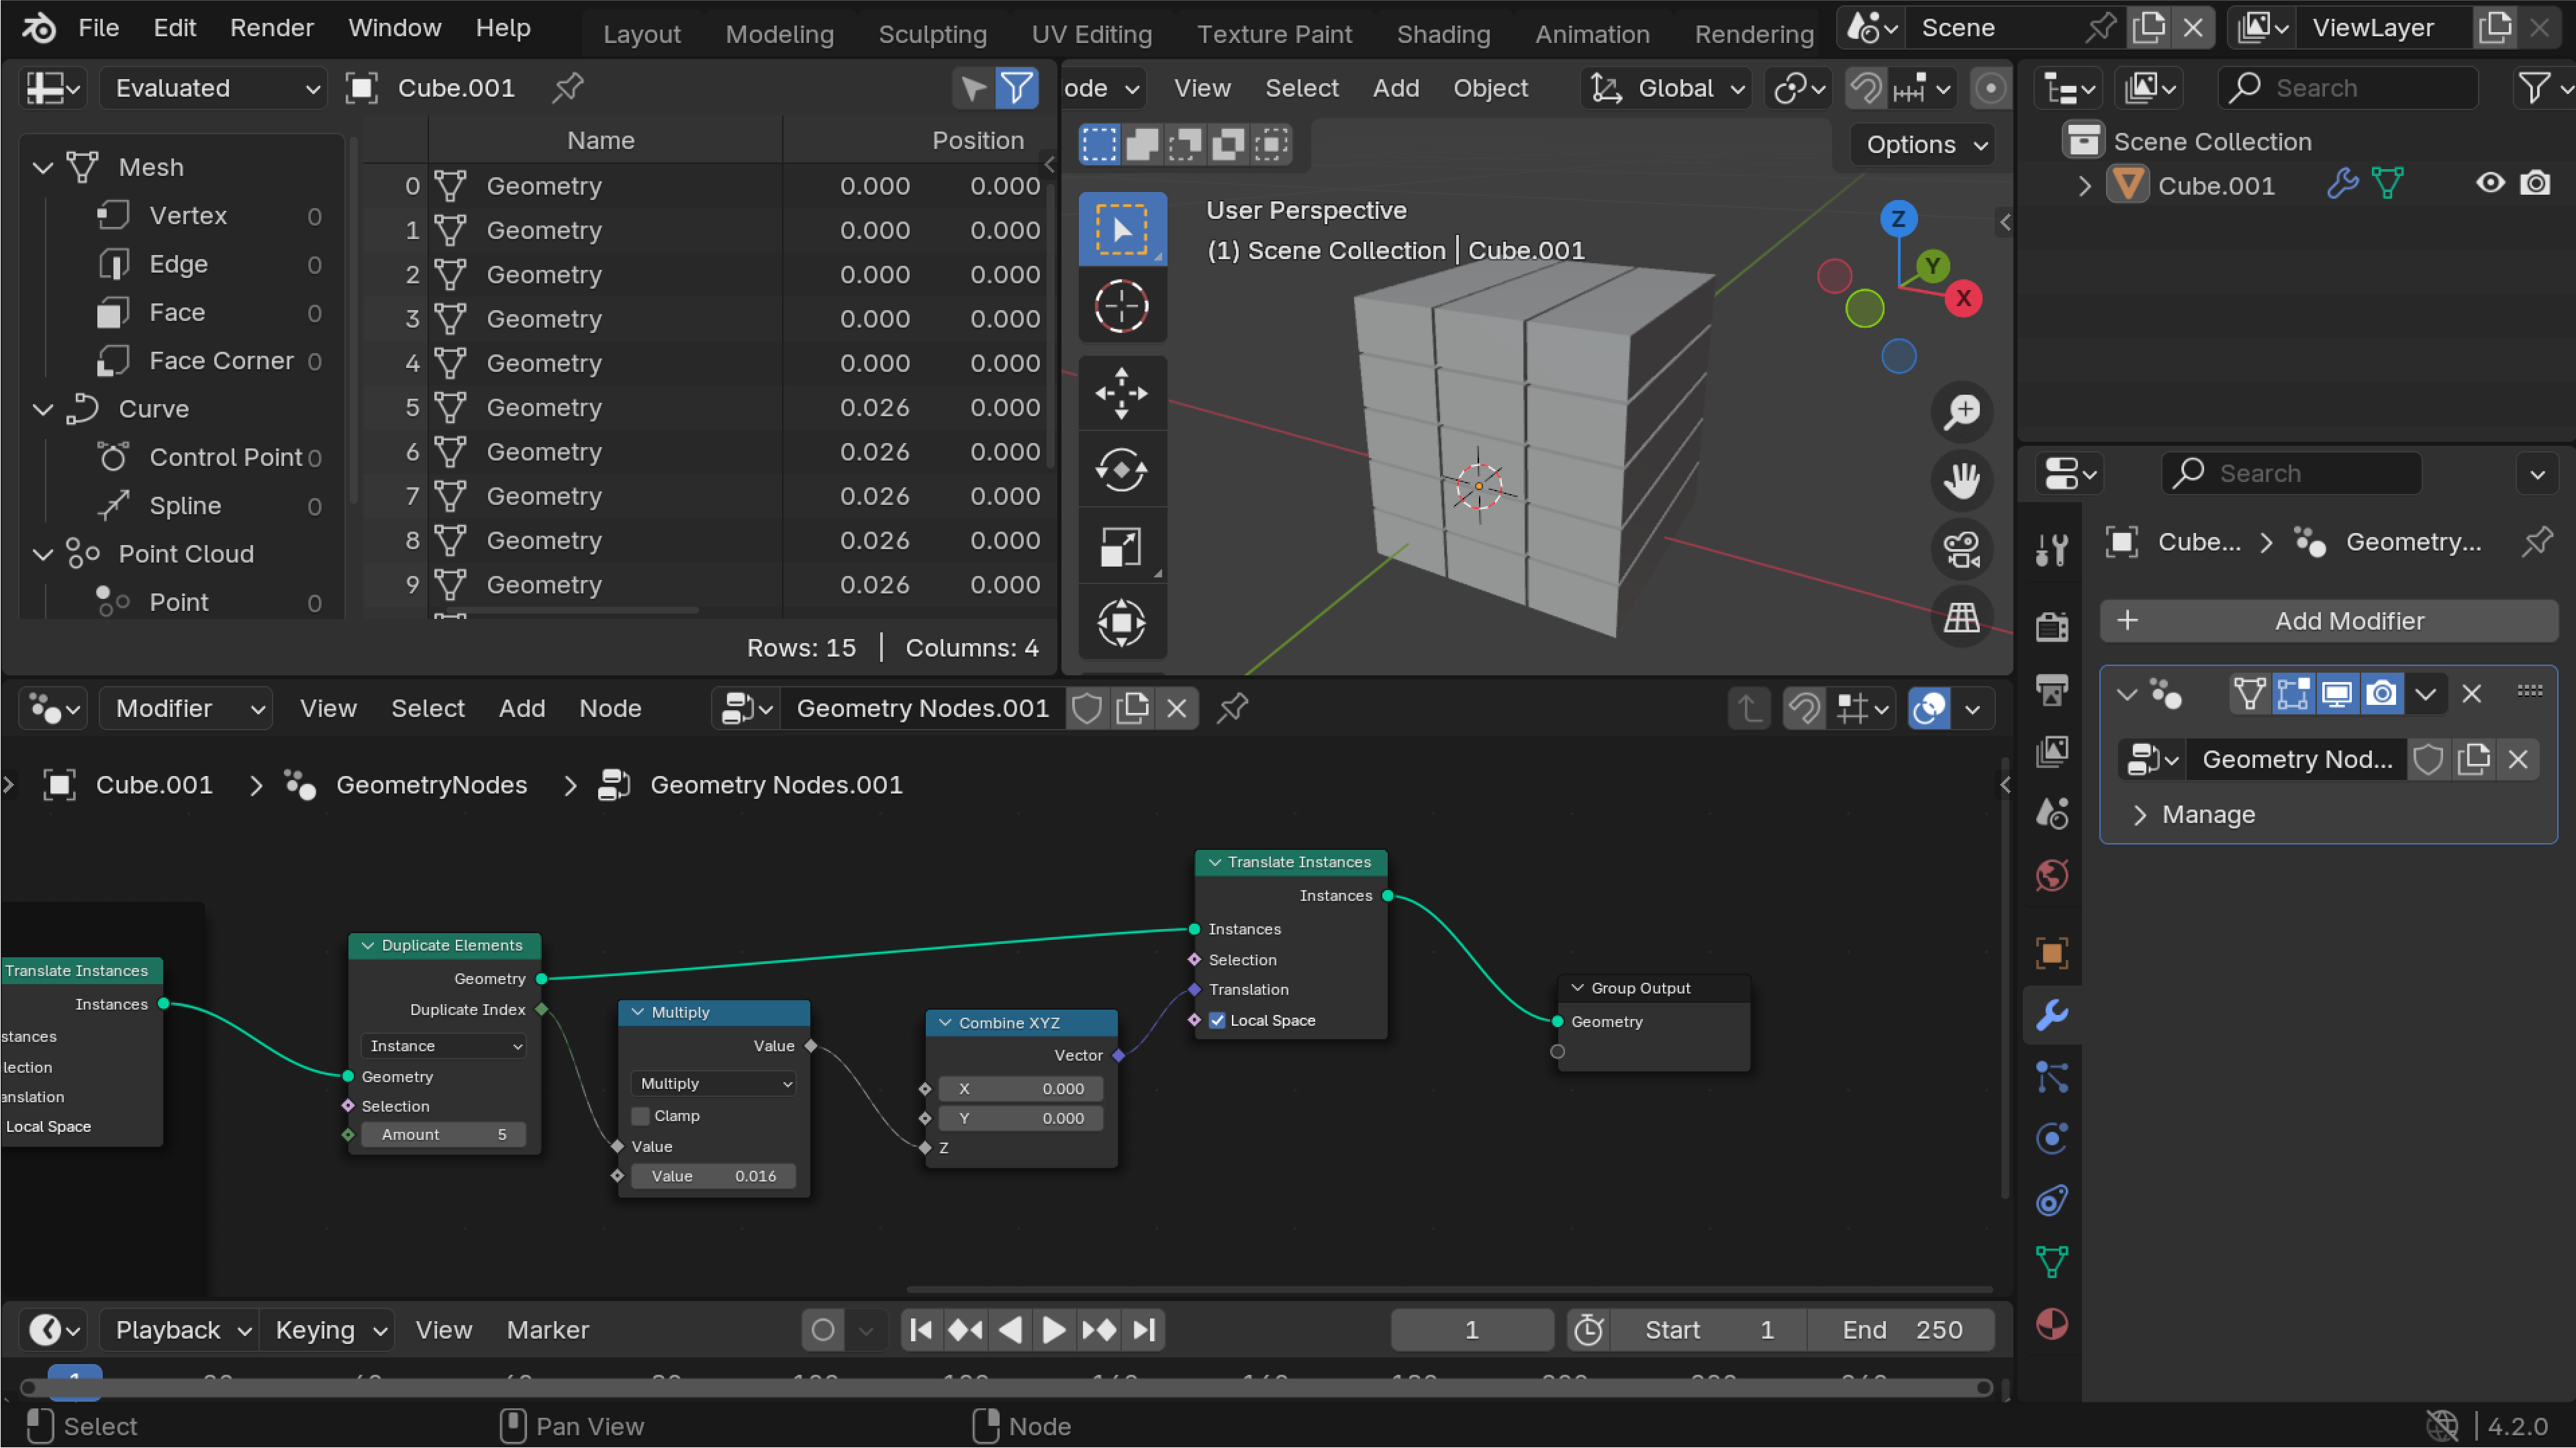 File Edit Render Window Help Layout Modeling Sculpting UV Editing Texture Paint Shading Animation Rendering Scene ViewLayer
Evaluated Cube.001
Name Position
Mesh
Vertex 0
Edge 0
Face 0
Face Corner 0
Curve
Control Point 0
Spline 0
Point Cloud
Point 0
0 Geometry 0.000 0.000
1 Geometry 0.000 0.000
2 Geometry 0.000 0.000
3 Geometry 0.000 0.000
4 Geometry 0.000 0.000
5 Geometry 0.026 0.000
6 Geometry 0.026 0.000
7 Geometry 0.026 0.000
8 Geometry 0.026 0.000
9 Geometry 0.026 0.000
Rows: 15 | Columns: 4
ode View Select Add Object Global
Options
User Perspective
(1) Scene Collection | Cube.001
Z
Y
X
Search
Scene Collection
Cube.001
Search
Cube... Geometry...
Add Modifier
Geometry Nod...
Manage
Modifier View Select Add Node Geometry Nodes.001
Cube.001 GeometryNodes Geometry Nodes.001
Translate Instances
Instances
stances
lection
anslation
Local Space
Duplicate Elements
Geometry
Duplicate Index
Instance
Geometry
Selection
Amount 5
Multiply
Value
Multiply
Clamp
Value
Value 0.016
Combine XYZ
Vector
X 0.000
Y 0.000
Z
Translate Instances
Instances
Instances
Selection
Translation
Local Space
Group Output
Geometry
Playback Keying View Marker 1 Start 1 End 250
Select Pan View Node 4.2.0